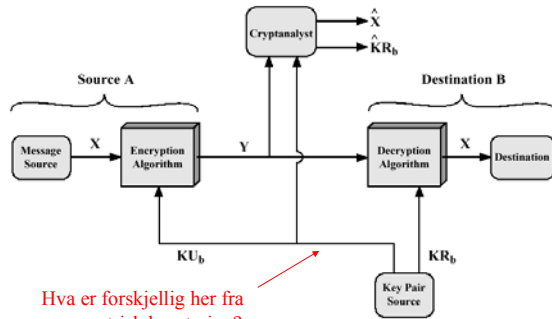 Cryptanalyst
X̂
K̂R_b
Source A
Destination B
Message
Source
X
Encryption
Algorithm
Y
Decryption
Algorithm
X
Destination
KU_b
KR_b
Key Pair
Source
Hva er forskjellig her fra